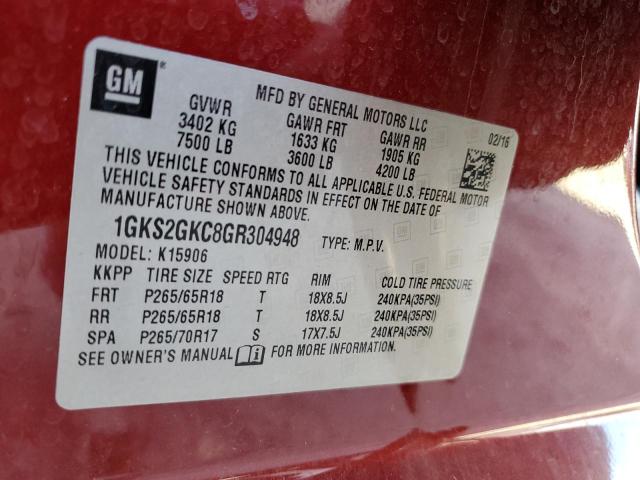 GM
MFD BY GENERAL MOTORS LLC
02/16
GVWR GAWR FRT GAWR RR
3402 KG 1633 KG 1905 KG
7500 LB 3600 LB 4200 LB
THIS VEHICLE CONFORMS TO ALL APPLICABLE U.S. FEDERAL MOTOR
VEHICLE SAFETY STANDARDS IN EFFECT ON THE DATE OF
MANUFACTURE SHOWN ABOVE.
1GKS2GKC8GR304948 TYPE: M.P.V.
MODEL: K15906
KKPP TIRE SIZE SPEED RTG RIM COLD TIRE PRESSURE
FRT P265/65R18 T 18X8.5J 240KPA(35PSI)
RR P265/65R18 T 18X8.5J 240KPA(35PSI)
SPA P265/70R17 S 17X7.5J 240KPA(35PSI)
SEE OWNER'S MANUAL FOR MORE INFORMATION.